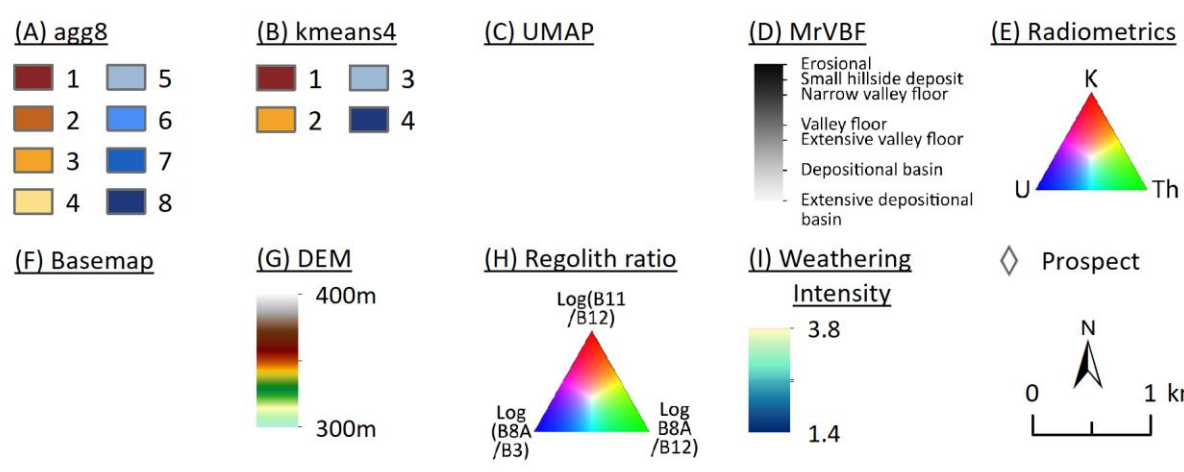 (A) agg8
1
5
2
6
3
7
4
8
(B) kmeans4
1
3
2
4
(C) UMAP
(D) MrVBF
Erosional
Small hillside deposit
Narrow valley floor
Valley floor
Extensive valley floor
Depositional basin
Extensive depositional
basin
(E) Radiometrics
K
U
Th
(F) Basemap
(G) DEM
400m
300m
(H) Regolith ratio
Log(B11
/B12)
Log
(B8A
/B3)
Log
B8A
/B12)
(I) Weathering
Intensity
3.8
1.4
Prospect
N
0
1